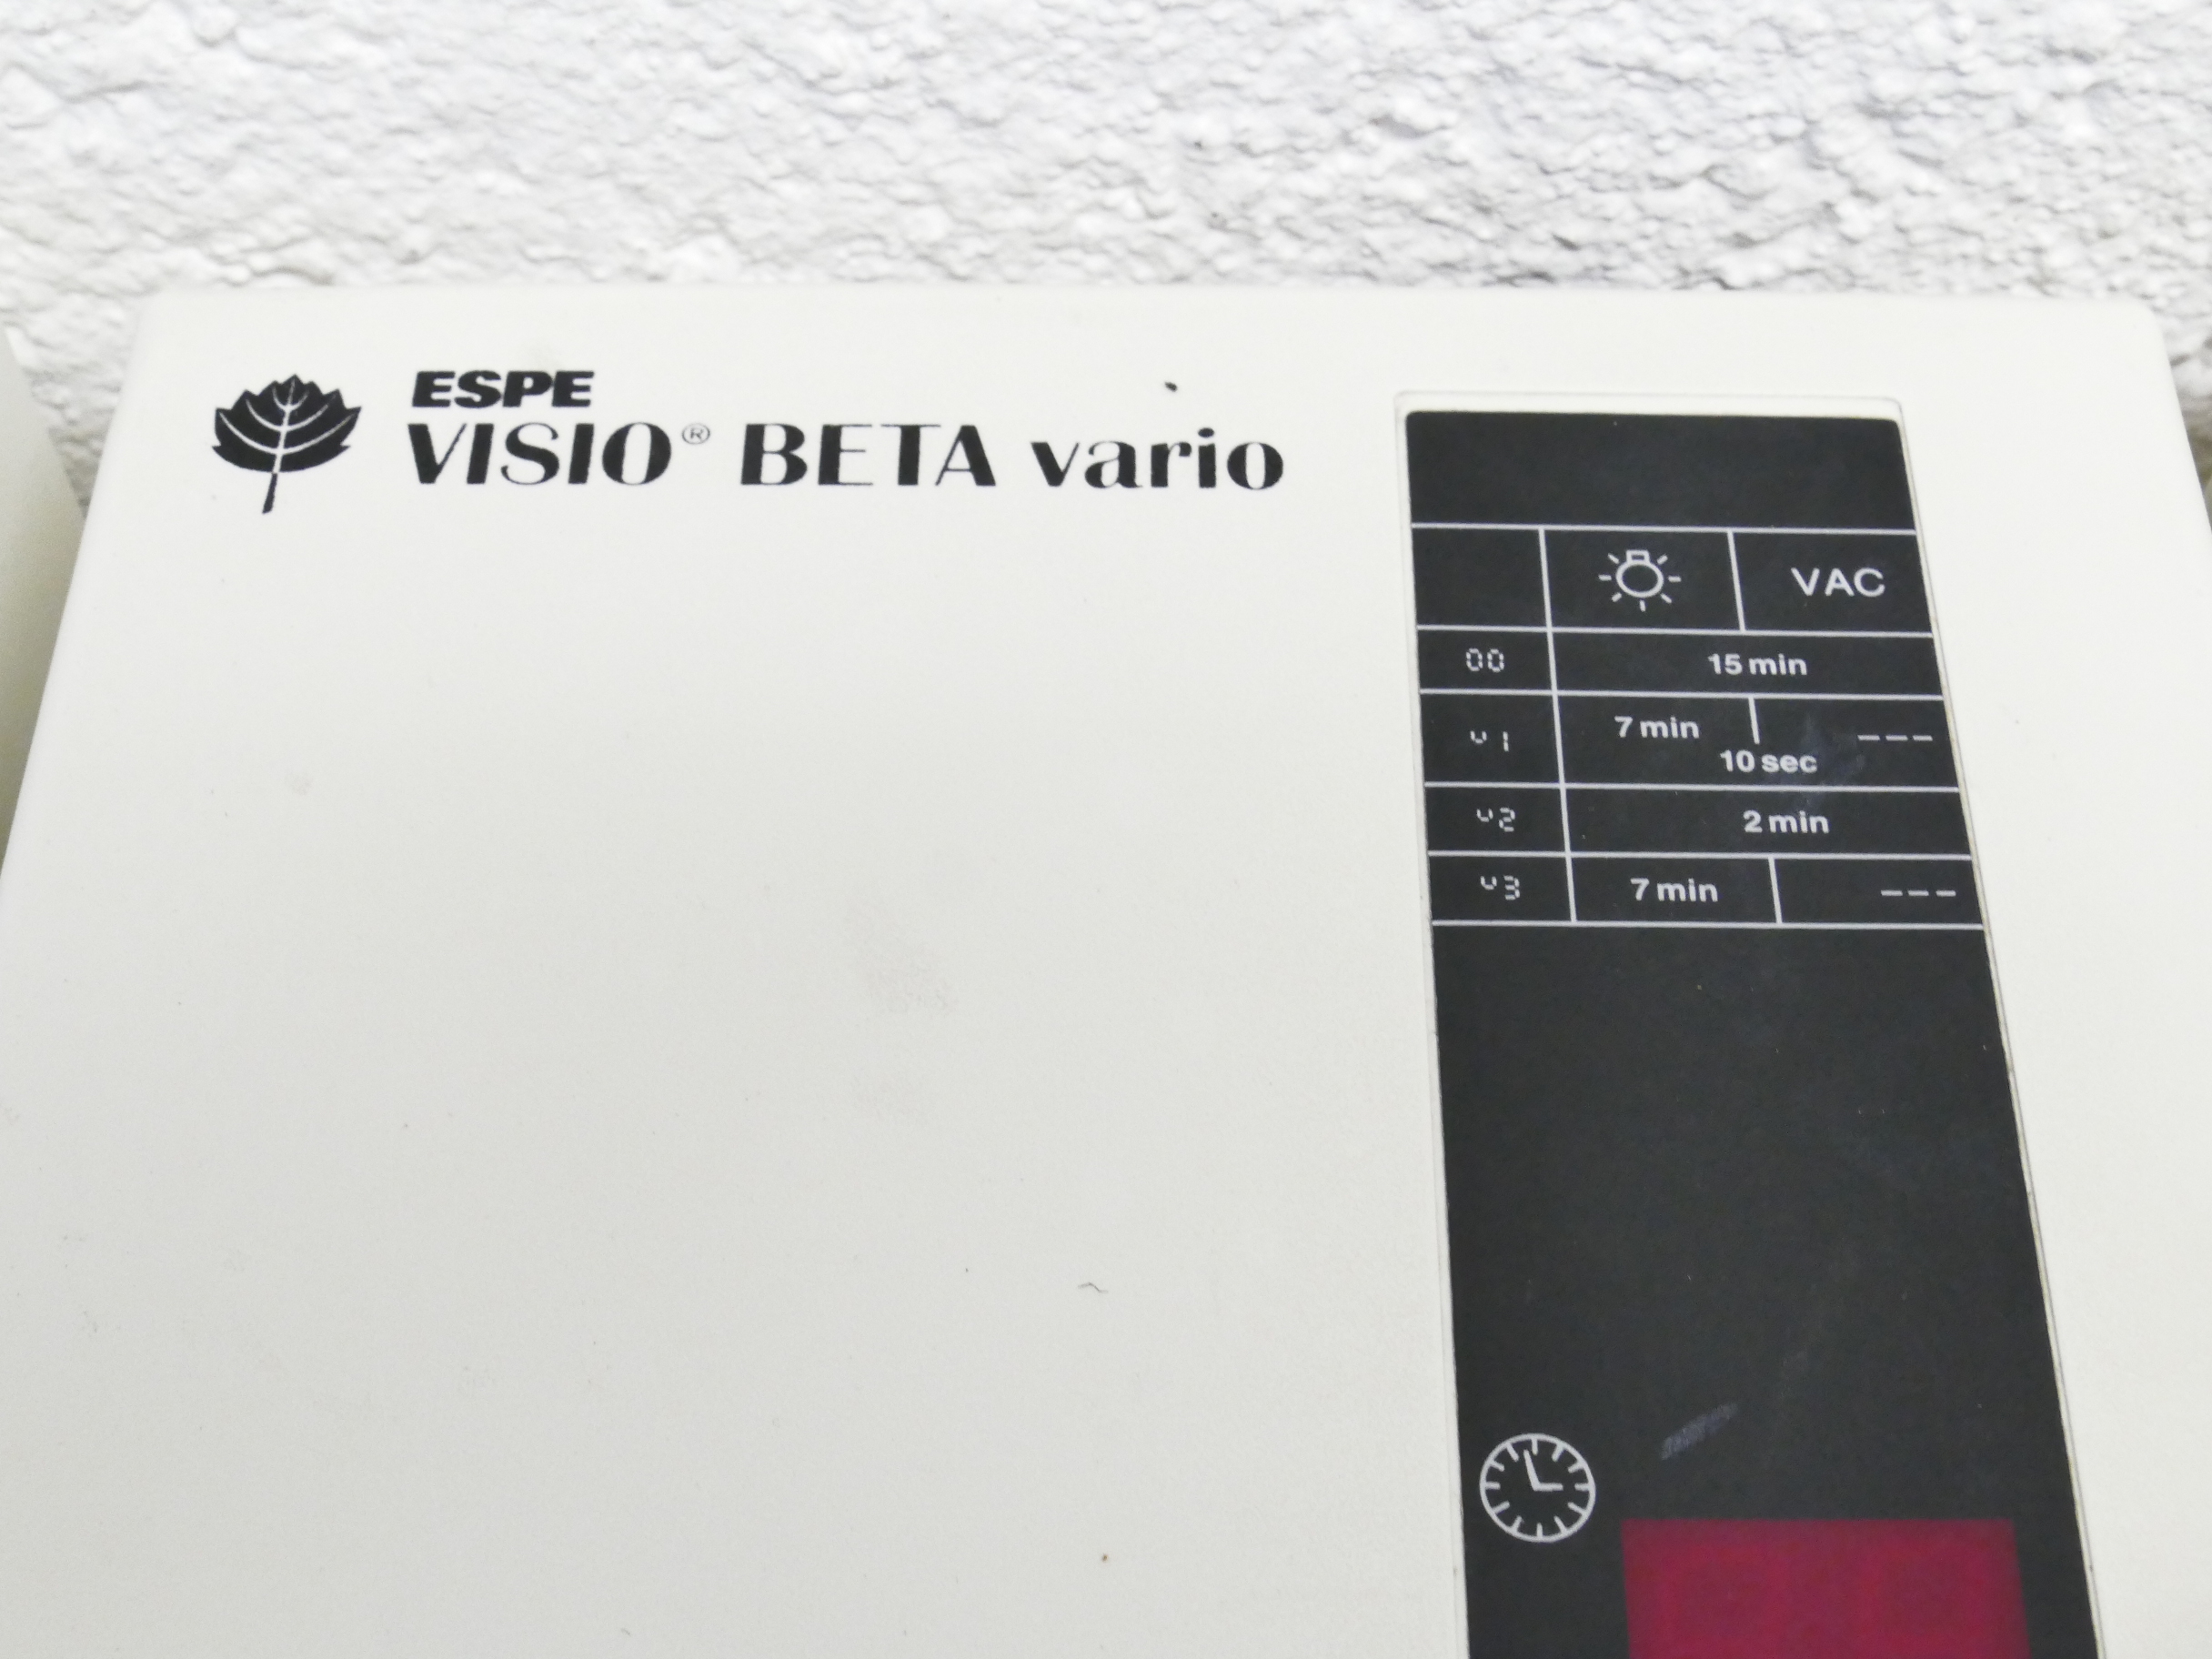 ESPE
VISIO® BETA vario
VAC
00 15 min
v1 7 min ---
10 sec
v2 2 min
v3 7 min ---